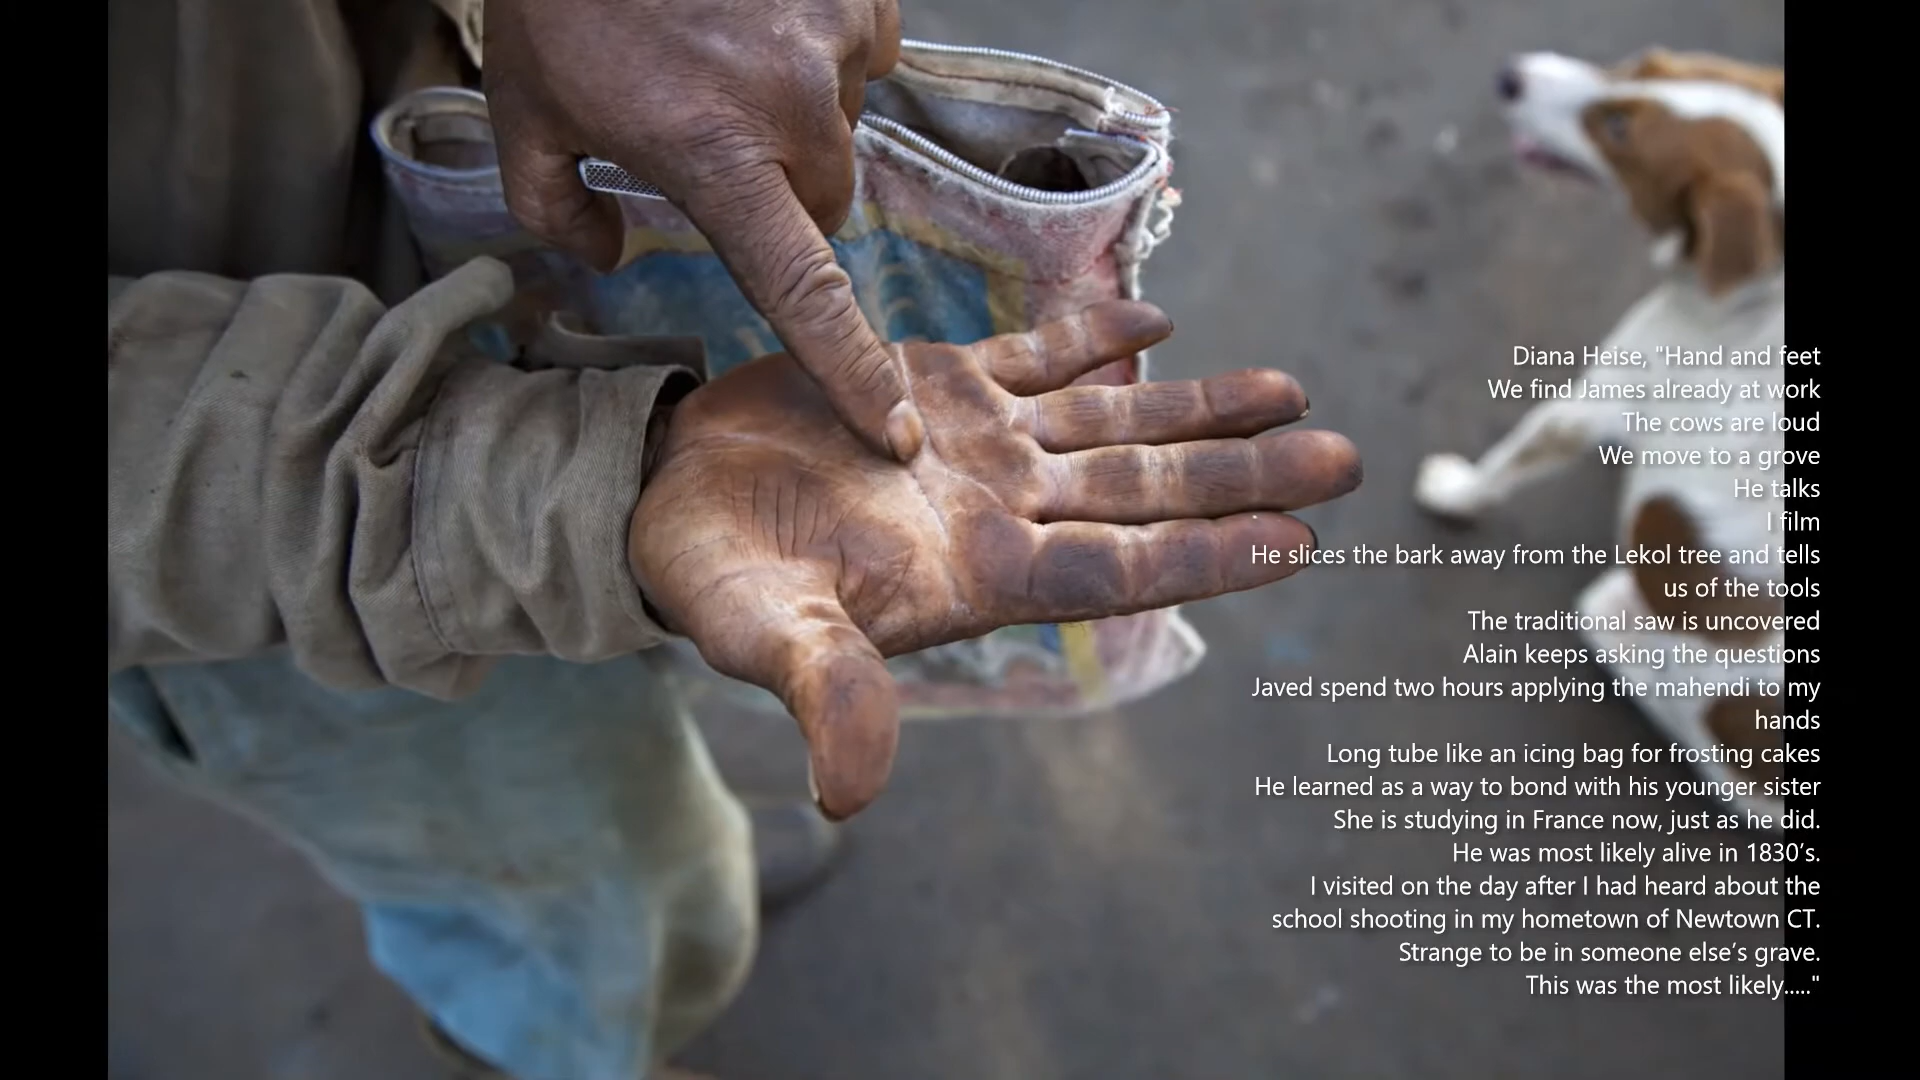 Diana Heise, "Hand and feet
We find James already at work
The cows are loud
We move to a grove
He talks
I film
He slices the bark away from the Lekol tree and tells
us of the tools
The traditional saw is uncovered
Alain keeps asking the questions
Javed spend two hours applying the mahendi to my
hands
Long tube like an icing bag for frosting cakes
He learned as a way to bond with his younger sister
She is studying in France now, just as he did.
He was most likely alive in 1830’s.
I visited on the day after I had heard about the
school shooting in my hometown of Newtown CT.
Strange to be in someone else’s grave.
This was the most likely....."